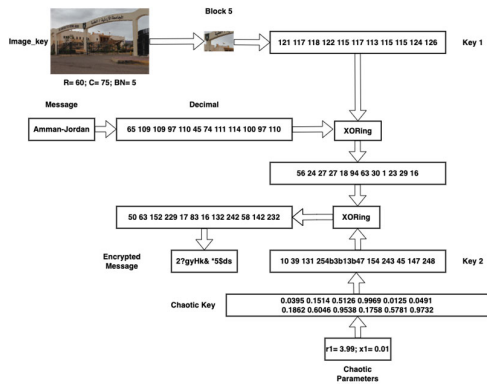 Block 5
Image_key
121 117 118 122 115 117 113 115 115 124 126
Key 1
R= 60; C= 75; BN= 5
Message
Decimal
Amman-Jordan
65 109 109 97 110 45 74 111 114 100 97 110
XORing
56 24 27 27 18 94 63 30 1 23 29 16
50 63 152 229 17 83 16 132 242 58 142 232
XORing
Encrypted
Message
2?gyHk& *5$ds
10 39 131 254b3b13b47 154 243 45 147 248
Key 2
Chaotic Key
0.0395 0.1514 0.5126 0.9969 0.0125 0.0491
0.1862 0.6046 0.9538 0.1758 0.5781 0.9732
r1= 3.99; x1= 0.01
Chaotic
Parameters